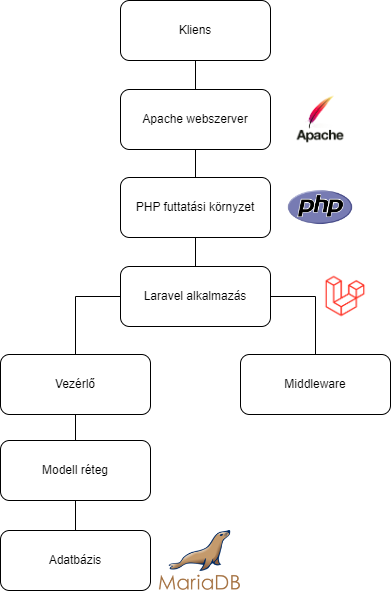 Kliens
Apache webszerver
Apache
PHP futtatási környzet
php
Laravel alkalmazás
Vezérlő
Middleware
Modell réteg
Adatbázis
MariaDB